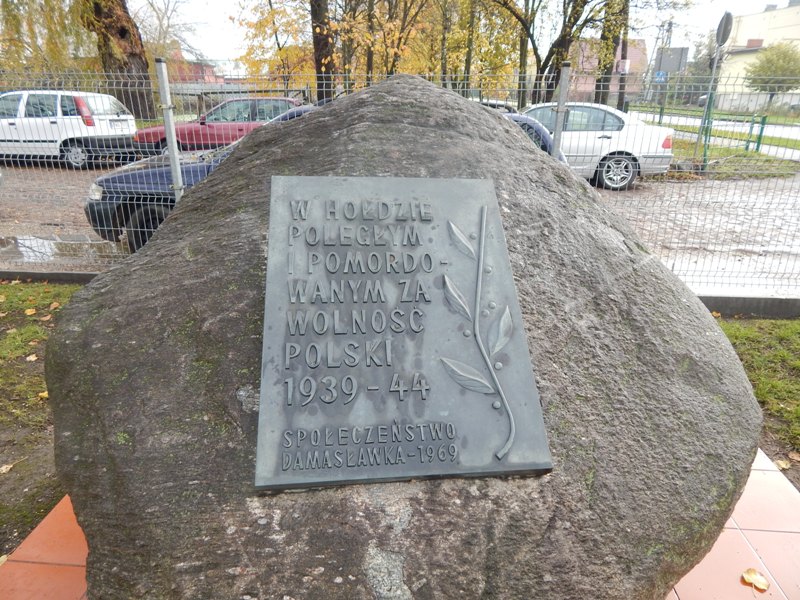 W HOŁDZIE
POLEGŁYM
I POMORDO-
WANYM ZA
WOLNOŚĆ
POLSKI
1939-44
SPOŁECZEŃSTWO
DAMASŁAWKA-1969